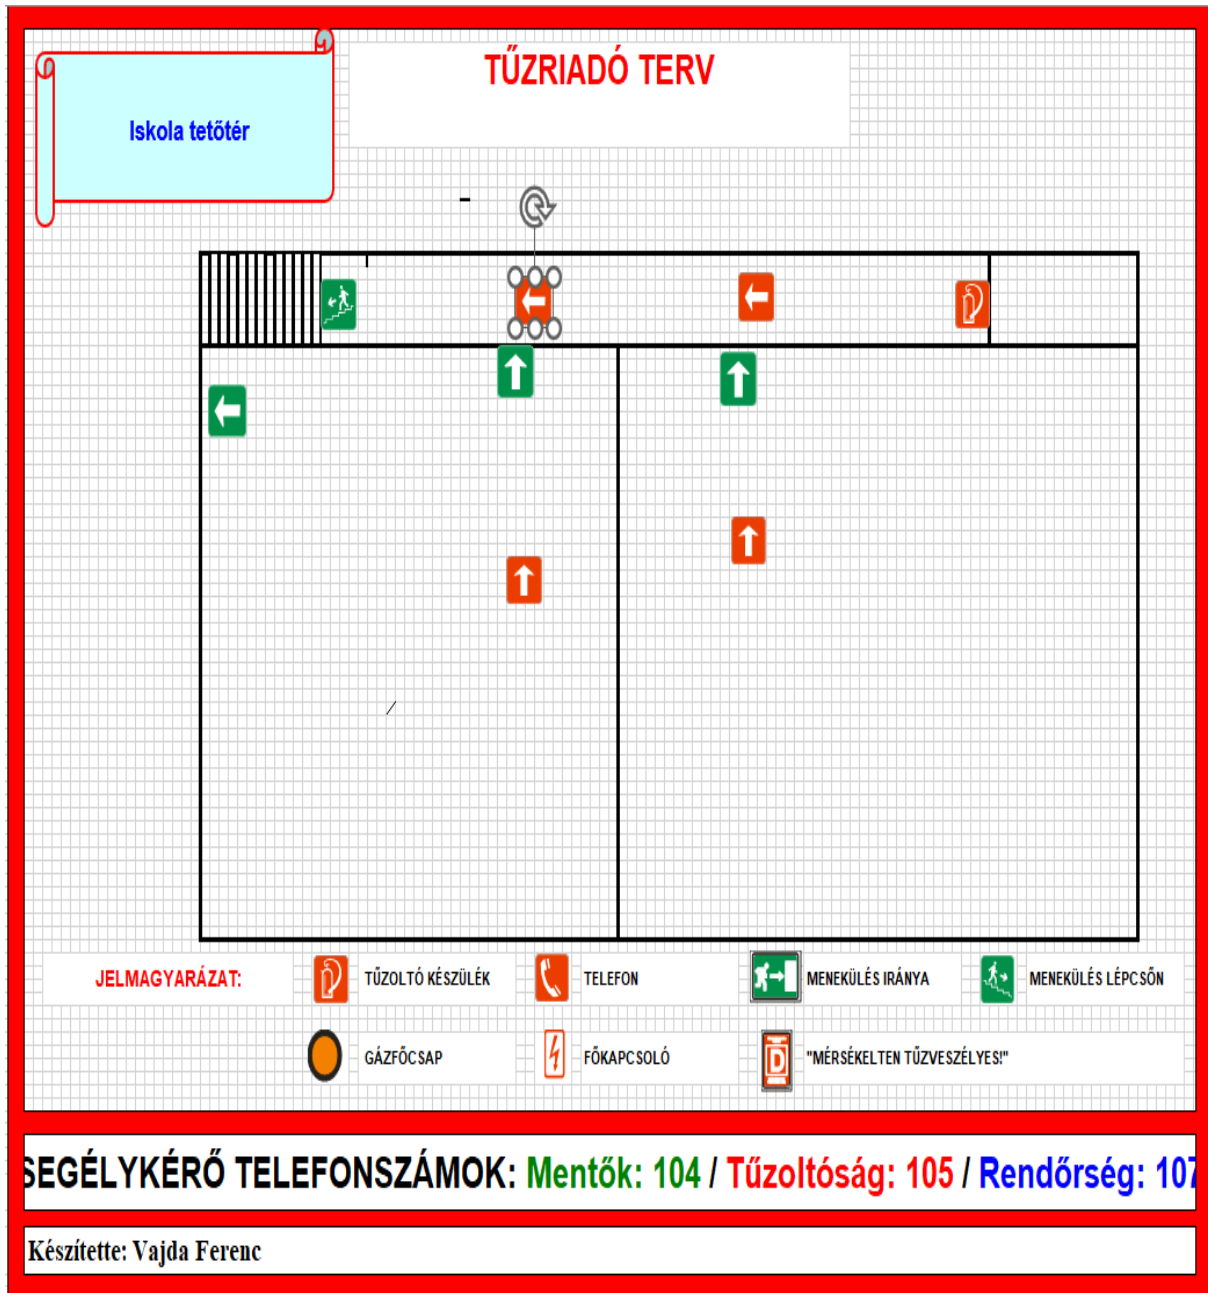 TŰZRIADÓ TERV
Iskola tetőtér
JELMAGYARÁZAT:
TŰZOLTÓ KÉSZÜLÉK
TELEFON
MENEKÜLÉS IRÁNYA
MENEKÜLÉS LÉPCSŐN
GÁZFŐCSAP
FŐKAPCSOLÓ
D
"MÉRSÉKELTEN TŰZVESZÉLYES!"
SEGÉLYKÉRŐ TELEFONSZÁMOK: Mentők: 104 / Tűzoltóság: 105 / Rendőrség: 107
Készítette: Vajda Ferenc